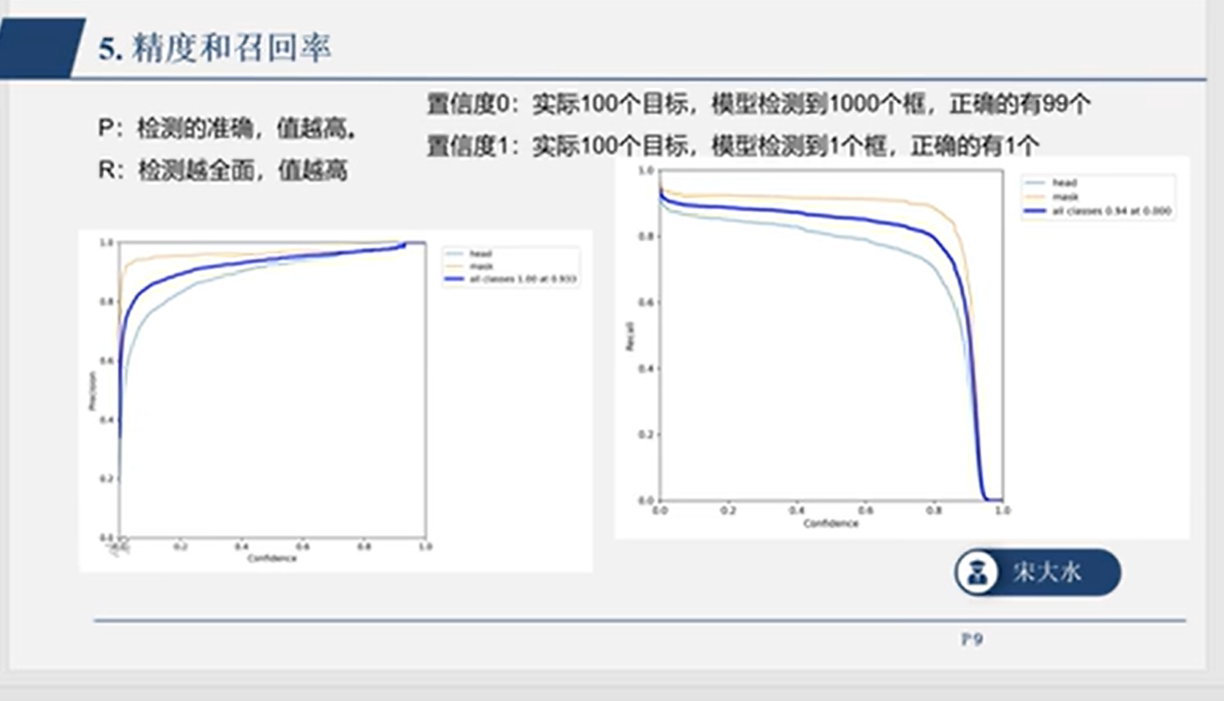 5. 精度和召回率
P：检测的准确，值越高。
R：检测越全面，值越高
置信度0：实际100个目标，模型检测到1000个框，正确的有99个
置信度1：实际100个目标，模型检测到1个框，正确的有1个
1.0
0.8
0.6
0.4
0.2
0.0
Precision
0.2
0.4
0.6
0.8
1.0
Confidence
head
mask
all classes 1.00 at 0.933
1.0
0.8
0.6
0.4
0.2
0.0
Recall
0.0
0.2
0.4
0.6
0.8
1.0
Confidence
head
mask
all classes 0.94 at 0.000
宋大水
P9